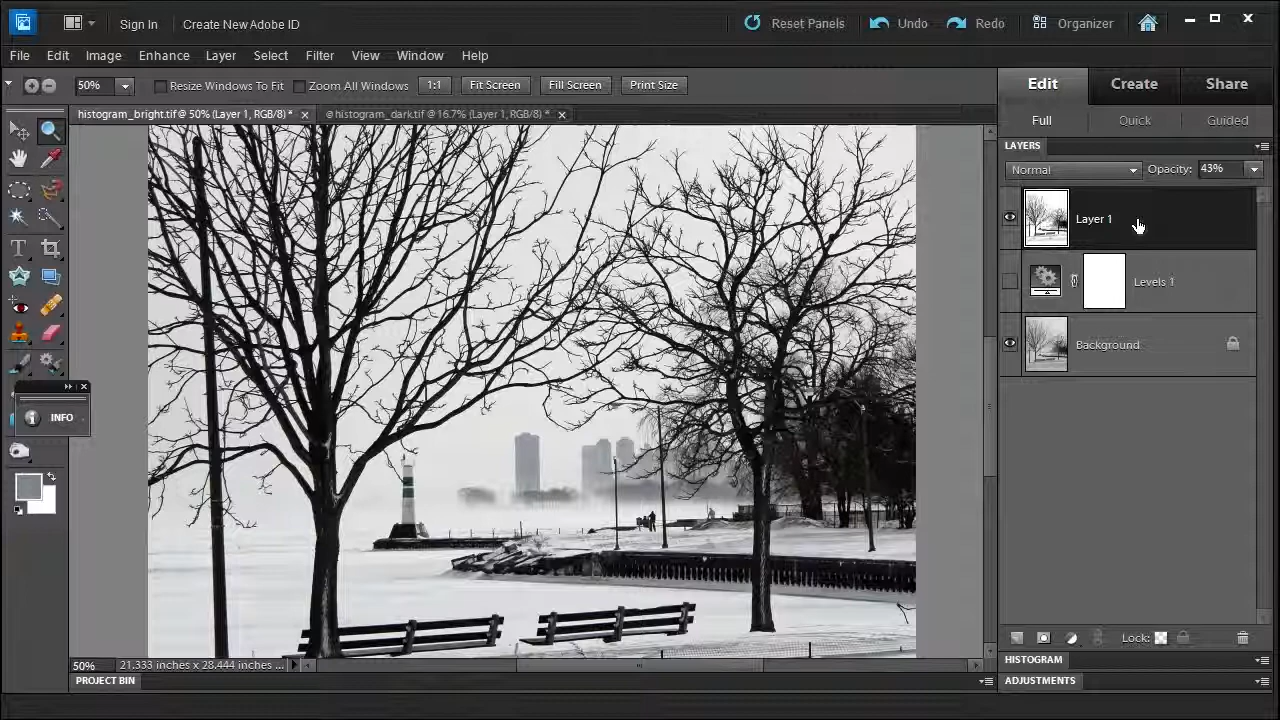 Sign In Create New Adobe ID Reset Panels Undo Redo Organizer
File Edit Image Enhance Layer Select Filter View Window Help
50% Resize Windows To Fit Zoom All Windows 1:1 Fit Screen Fill Screen Print Size
Edit Create Share
histogram_bright.tif @ 50% (Layer 1, RGB/8) * @ histogram_dark.tif @ 16.7% (Layer 1, RGB/8) *
Full Quick Guided
LAYERS
Normal Opacity: 43%
Layer 1
Levels 1
Background
INFO
Lock:
50% 21.333 inches x 28.444 inches ...
HISTOGRAM
PROJECT BIN
ADJUSTMENTS